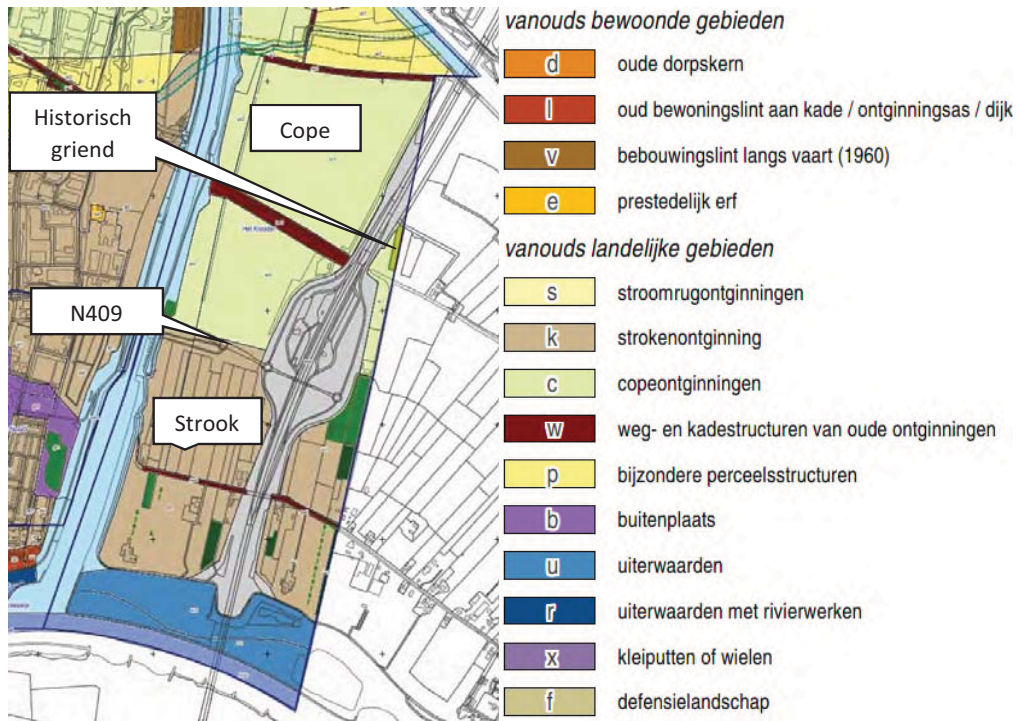 Historisch
griend
Cope
N409
Strook
vanouds bewoonde gebieden
d oude dorpskern
l oud bewoningslint aan kade / ontginningsas / dijk
v bebouwingslint langs vaart (1960)
e prestedelijk erf
vanouds landelijke gebieden
s stroomrugontginningen
k strokenontginning
c copeontginningen
w weg- en kadestructuren van oude ontginningen
p bijzondere perceelsstructuren
b buitenplaats
u uiterwaarden
r uiterwaarden met rivierwerken
x kleiputten of wielen
f defensielandschap